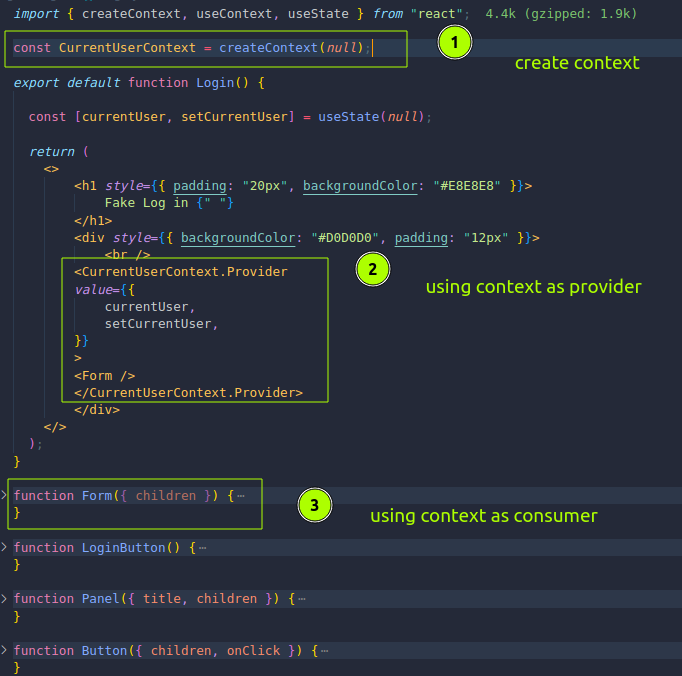 import { createContext, useContext, useState } from "react"; 4.4k (gzipped: 1.9k)
const CurrentUserContext = createContext(null);
1
create context
export default function Login() {
const [currentUser, setCurrentUser] = useState(null);
return (
<>
<h1 style={{ padding: "20px", backgroundColor: "#E8E8E8" }}>
Fake Log in {" "}
</h1>
<div style={{ backgroundColor: "#D0D0D0", padding: "12px" }}>
<br />
<CurrentUserContext.Provider
2
value={{
using context as provider
currentUser,
setCurrentUser,
}}
>
<Form />
</CurrentUserContext.Provider>
</div>
</>
);
}
function Form({ children }) {⋯
3
}
using context as consumer
function LoginButton() {⋯
}
function Panel({ title, children }) {⋯
}
function Button({ children, onClick }) {⋯
}